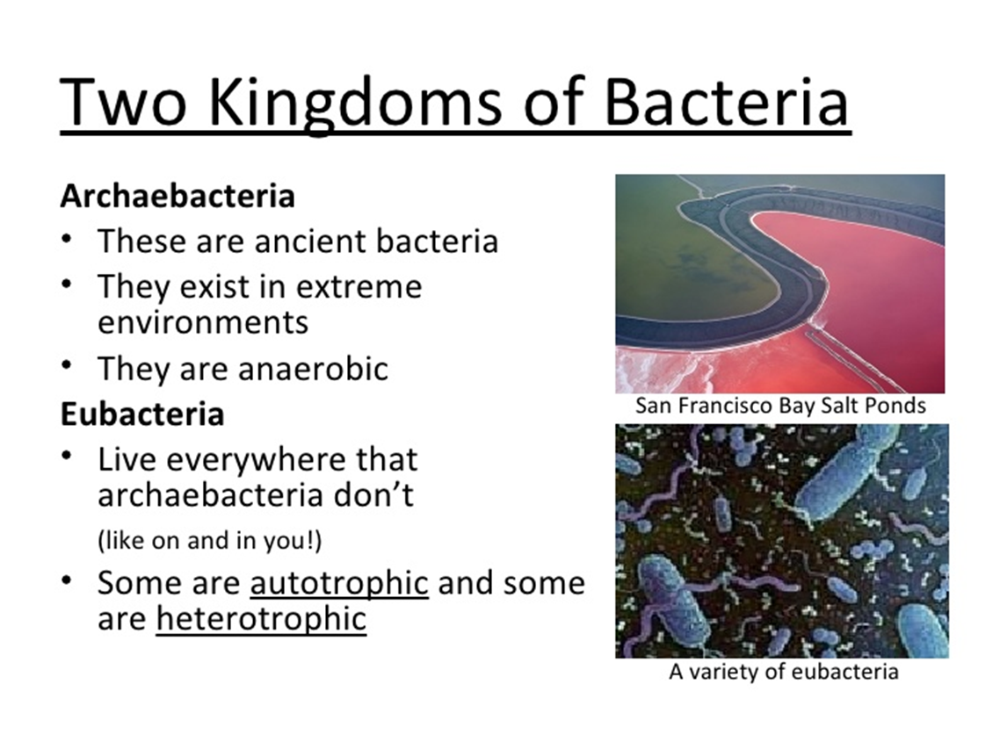 Two Kingdoms of Bacteria
Archaebacteria
• These are ancient bacteria
• They exist in extreme
environments
• They are anaerobic
Eubacteria
• Live everywhere that
archaebacteria don’t
(like on and in you!)
• Some are autotrophic and some
are heterotrophic
San Francisco Bay Salt Ponds
A variety of eubacteria